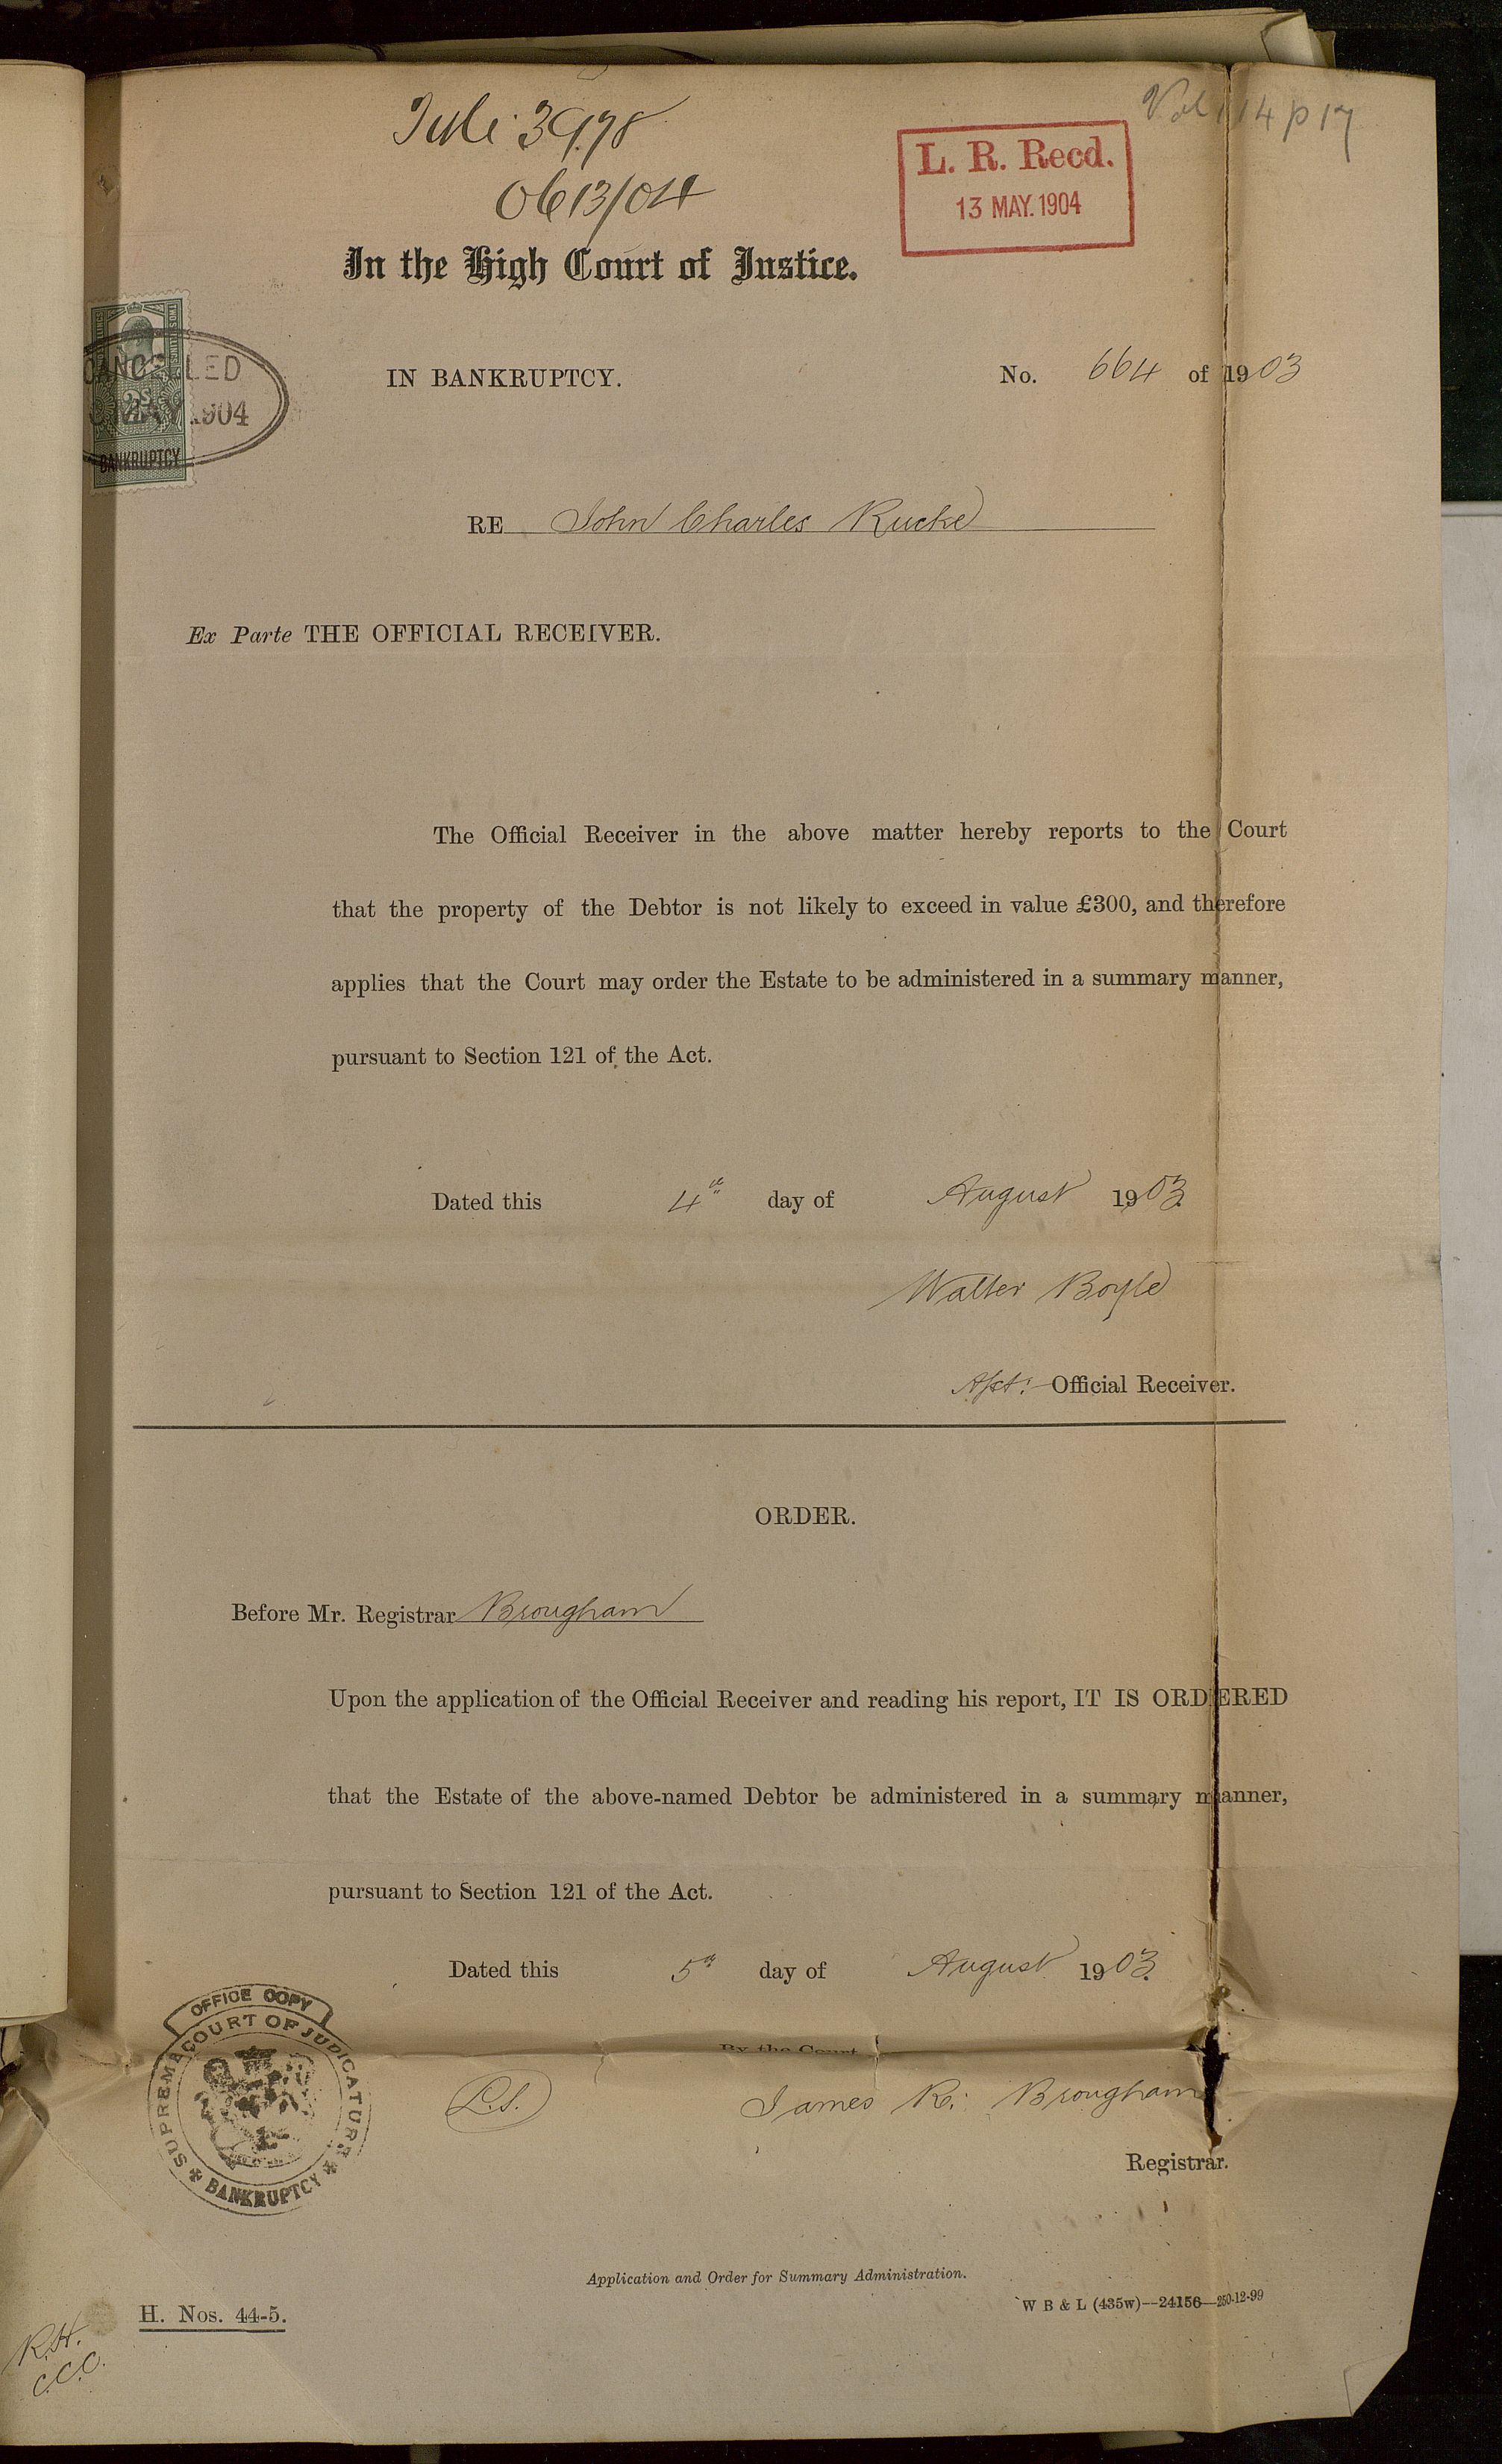 Vol 114 p 17
Tuli 3978
0613/04
L. R. Recd.
13 MAY. 1904
In the High Court of Justice.
CANCELLED
MAY 1904
2s
BANKRUPTCY
IN BANKRUPTCY.
No. 664 of 1903
RE John Charles Rucke
Ex Parte THE OFFICIAL RECEIVER.
The Official Receiver in the above matter hereby reports to the Court
that the property of the Debtor is not likely to exceed in value £300, and therefore
applies that the Court may order the Estate to be administered in a summary manner,
pursuant to Section 121 of the Act.
Dated this 4th day of August 1903.
Walter Boyle
Asst: Official Receiver.
ORDER.
Before Mr. Registrar Brougham
Upon the application of the Official Receiver and reading his report, IT IS ORDERED
that the Estate of the above-named Debtor be administered in a summary manner,
pursuant to Section 121 of the Act.
Dated this 5th day of August 1903.
OFFICE COPY
SUPREME COURT OF JUDICATURE
BANKRUPTCY
By the Court
L.S.
James R: Brougham
Registrar.
Application and Order for Summary Administration.
W B & L (435w)—24156—250-12-99
H. Nos. 44-5.
R.H.
C.C.C.